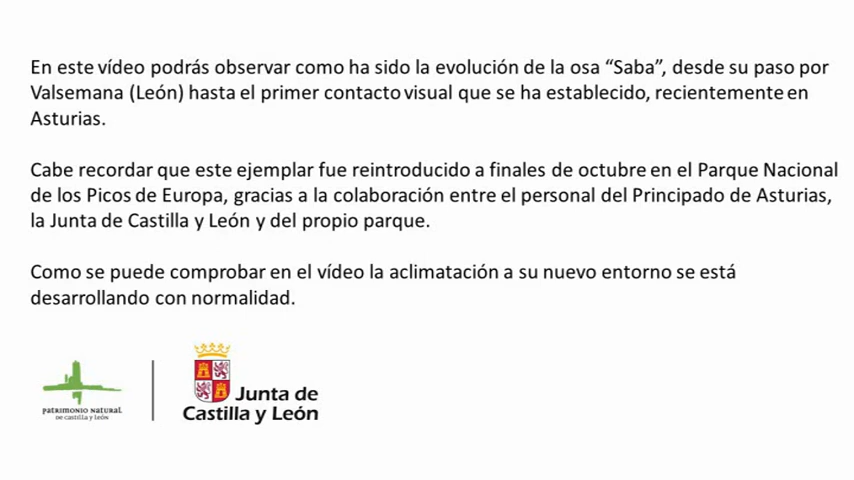 En este vídeo podrás observar como ha sido la evolución de la osa “Saba”, desde su paso por
Valsemana (León) hasta el primer contacto visual que se ha establecido, recientemente en
Asturias.
Cabe recordar que este ejemplar fue reintroducido a finales de octubre en el Parque Nacional
de los Picos de Europa, gracias a la colaboración entre el personal del Principado de Asturias,
la Junta de Castilla y León y del propio parque.
Como se puede comprobar en el vídeo la aclimatación a su nuevo entorno se está
desarrollando con normalidad.
PATRIMONIO NATURAL
DE CASTILLA Y LEÓN
Junta de
Castilla y León